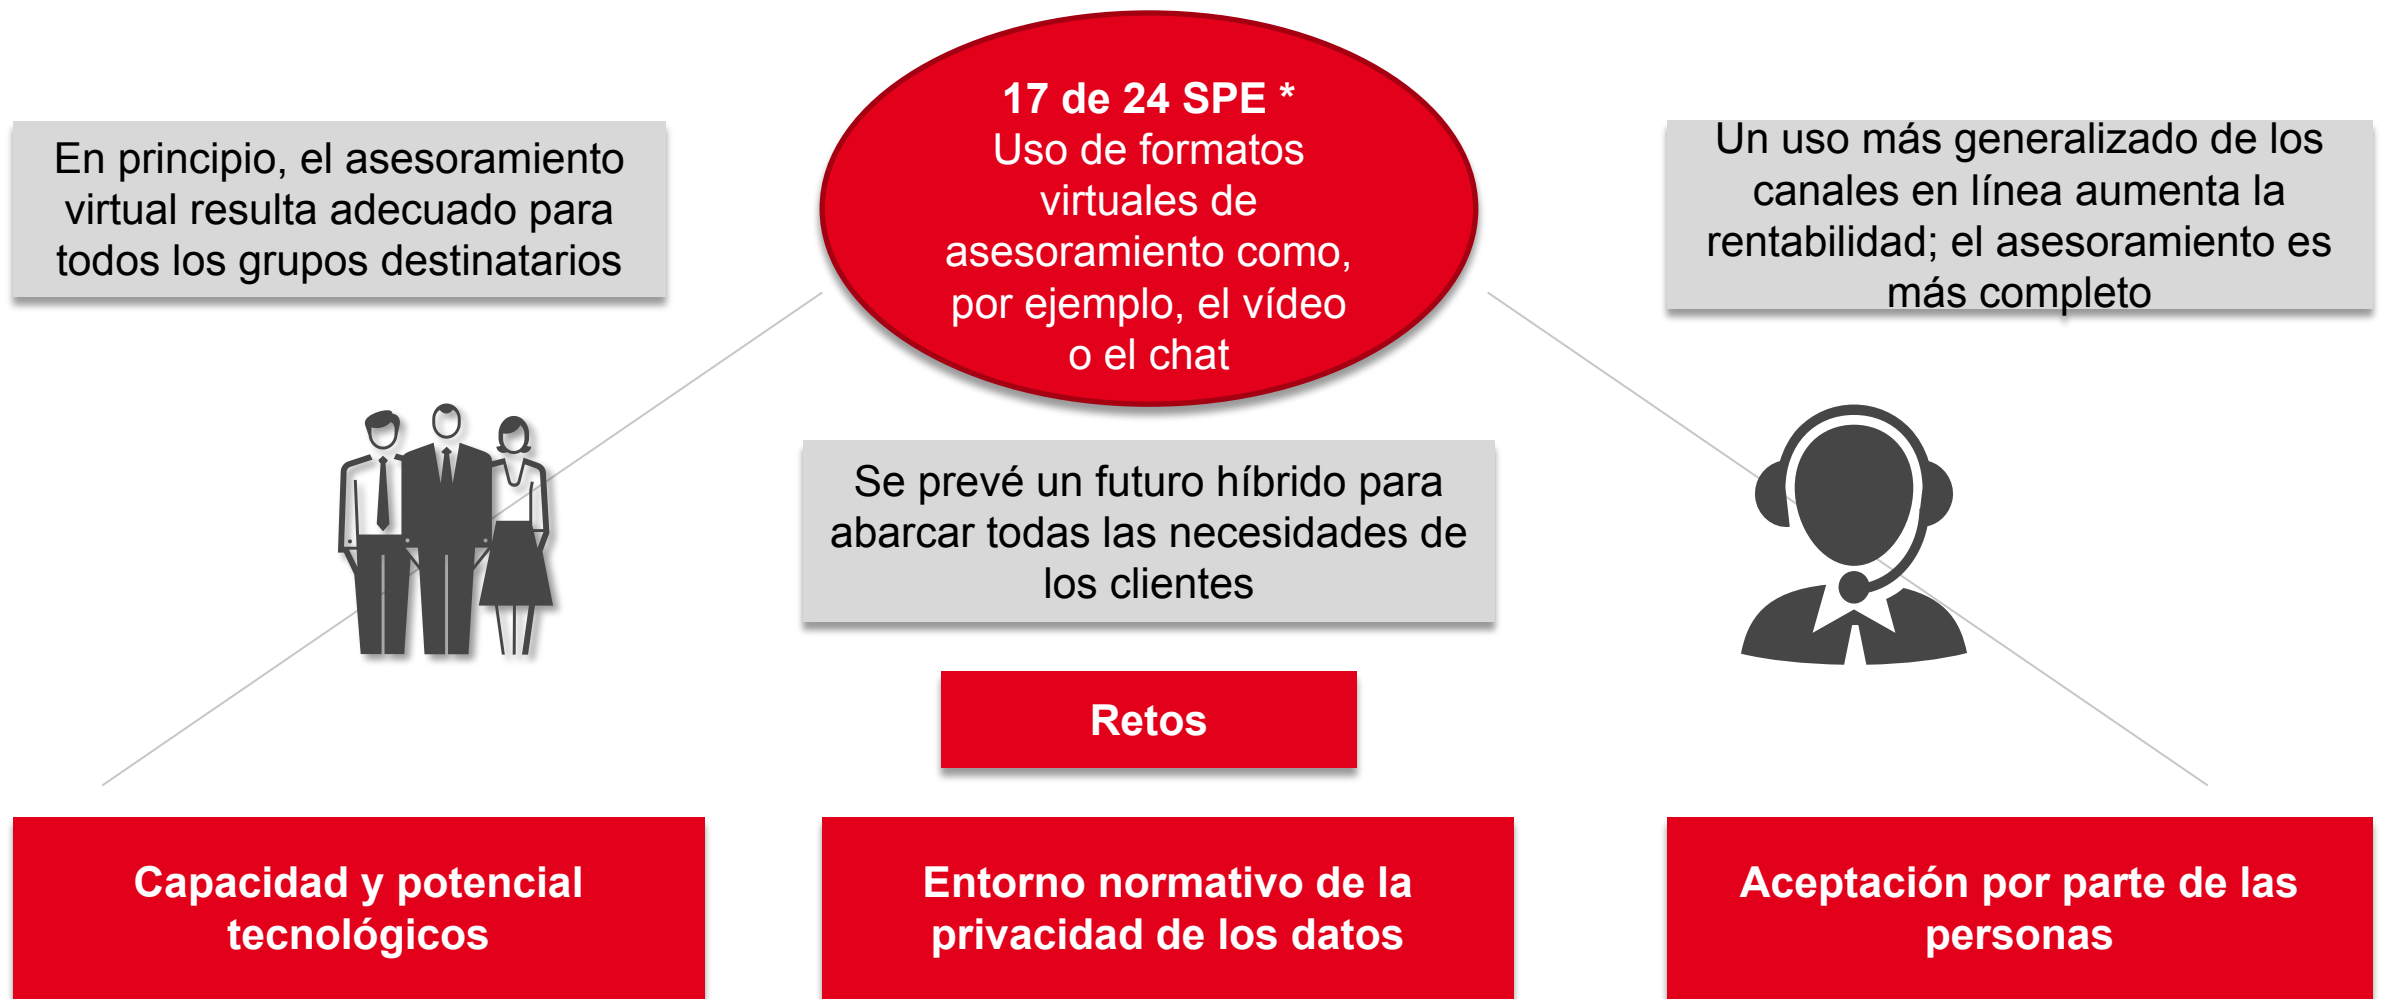 17 de 24 SPE *
Uso de formatos
virtuales de
asesoramiento como,
por ejemplo, el vídeo
o el chat
En principio, el asesoramiento
virtual resulta adecuado para
todos los grupos destinatarios
Un uso más generalizado de los
canales en línea aumenta la
rentabilidad; el asesoramiento es
más completo
Se prevé un futuro híbrido para
abarcar todas las necesidades de
los clientes
Retos
Capacidad y potencial
tecnológicos
Entorno normativo de la
privacidad de los datos
Aceptación por parte de las
personas